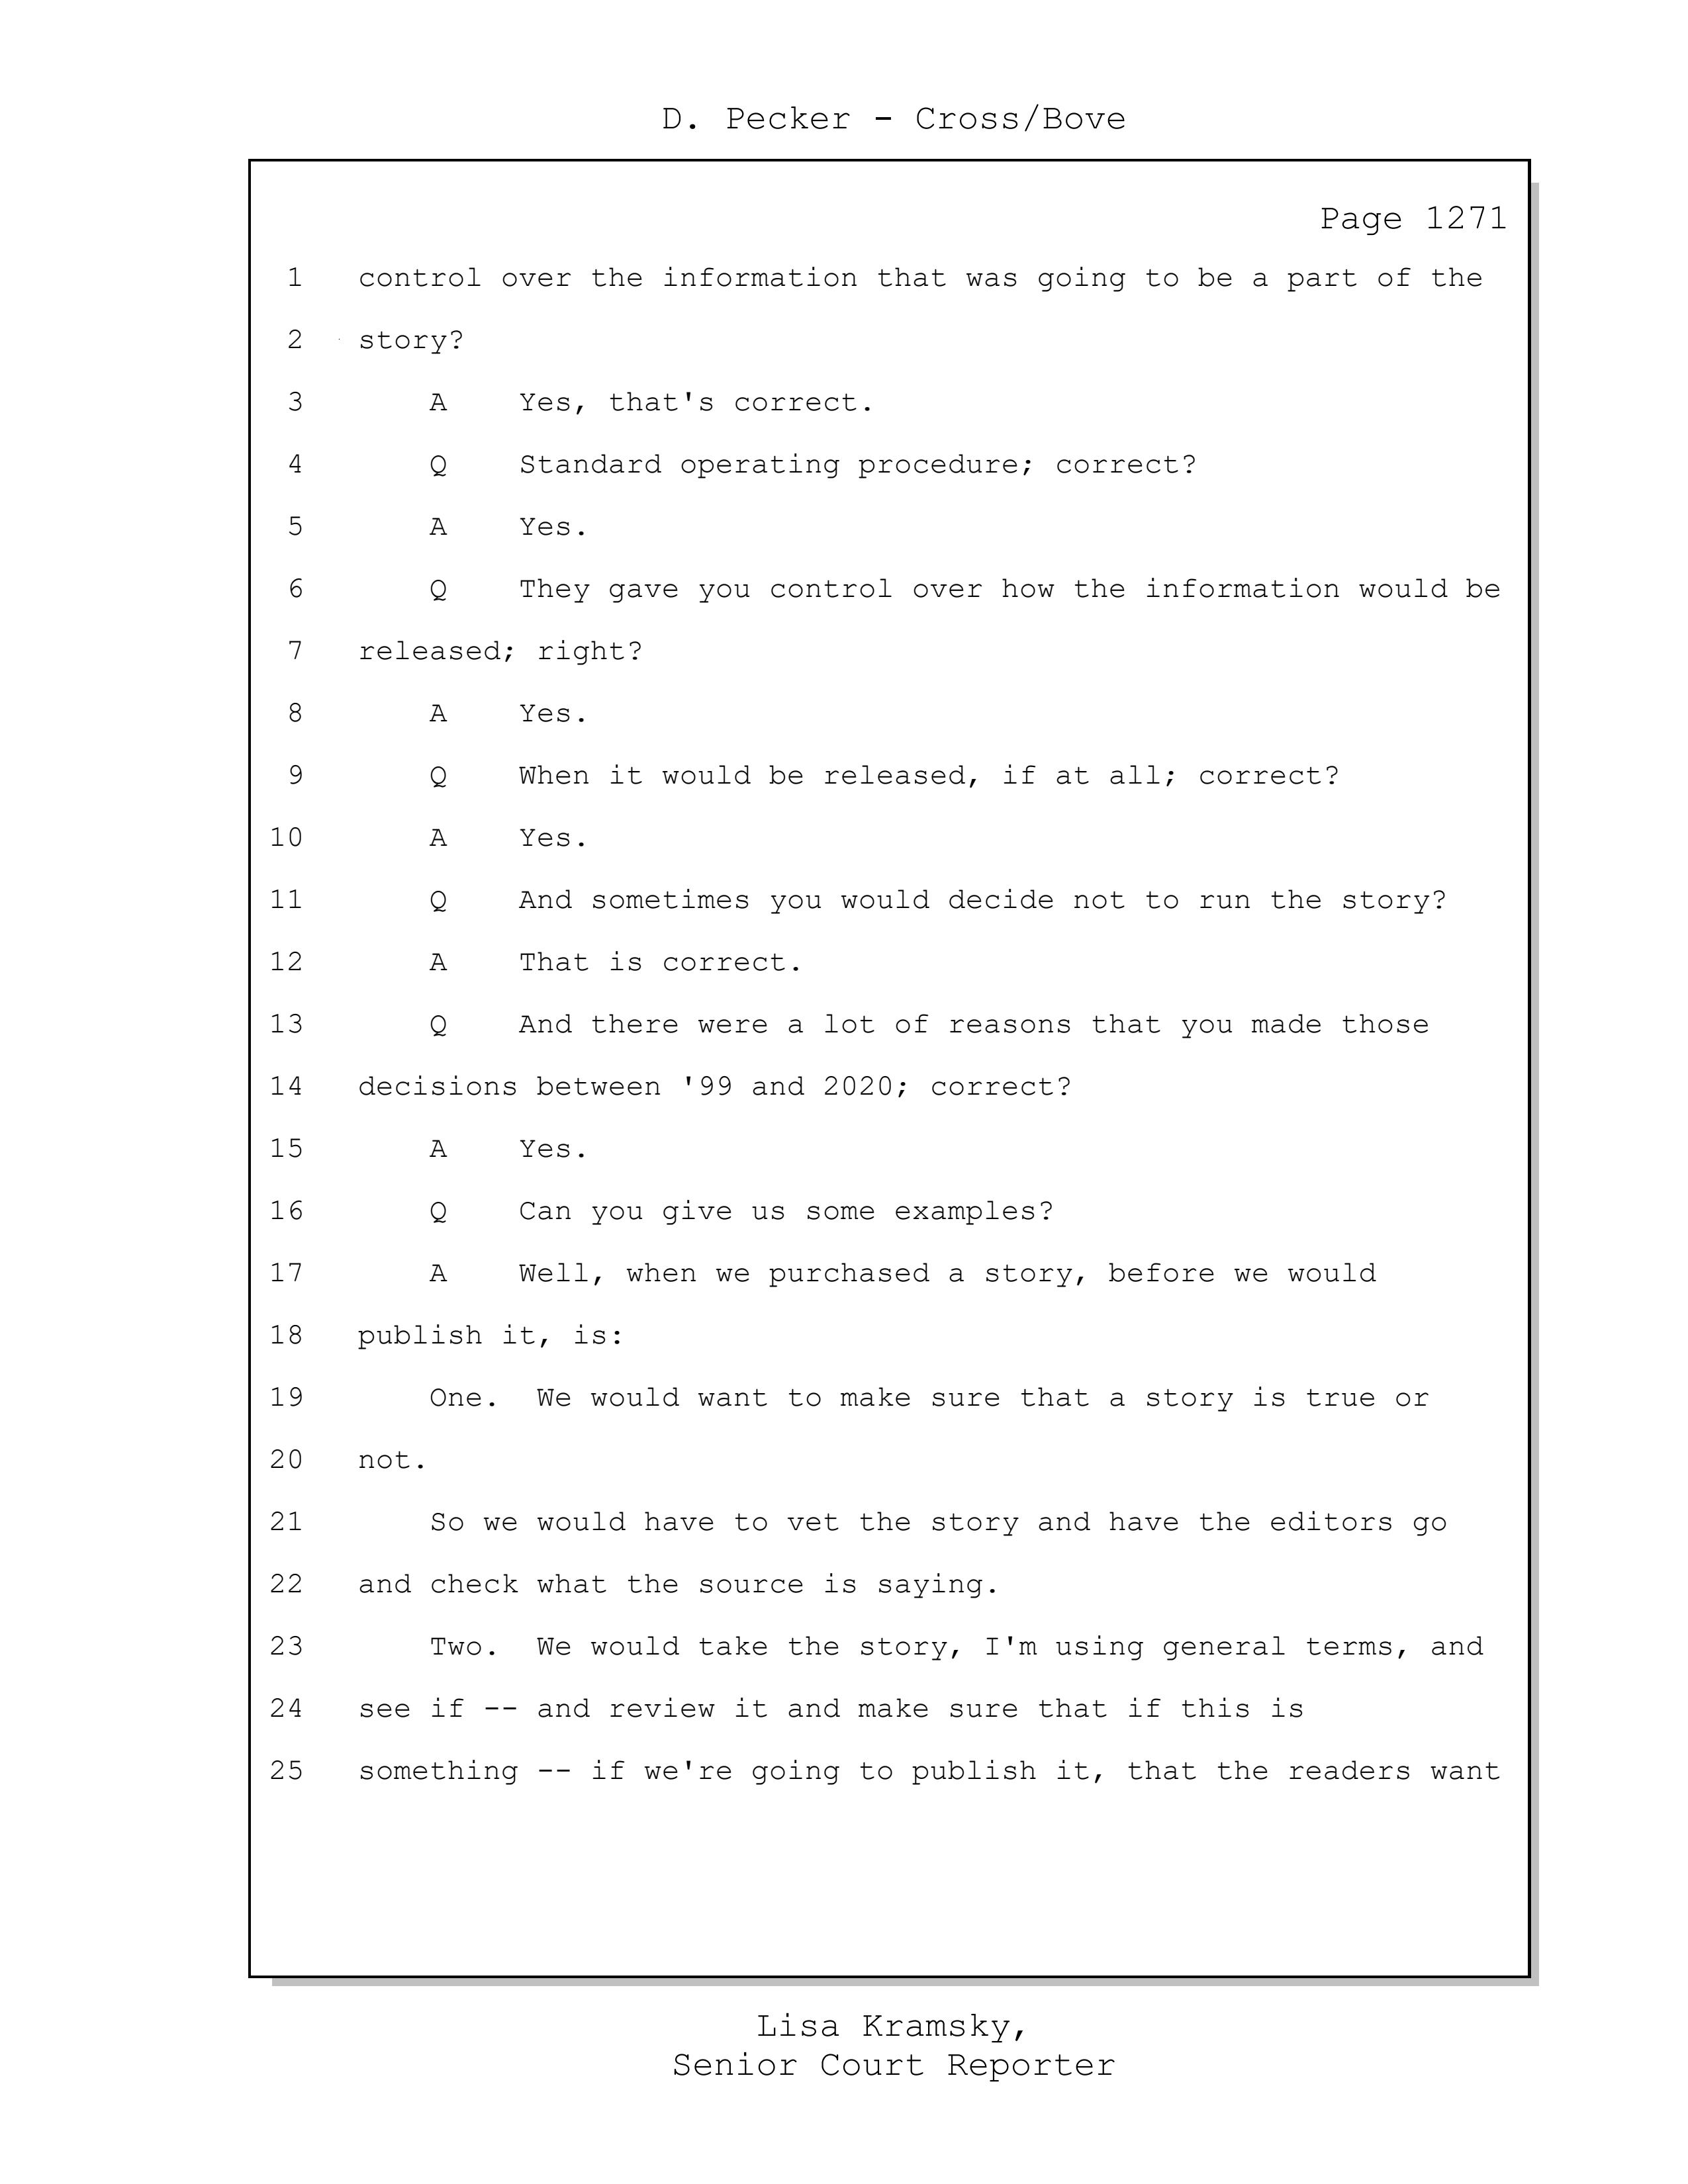 D. Pecker - Cross/Bove
Page 1271
1 control over the information that was going to be a part of the
2 story?
3 A Yes, that's correct.
4 Q Standard operating procedure; correct?
5 A Yes.
6 Q They gave you control over how the information would be
7 released; right?
8 A Yes.
9 Q When it would be released, if at all; correct?
10 A Yes.
11 Q And sometimes you would decide not to run the story?
12 A That is correct.
13 Q And there were a lot of reasons that you made those
14 decisions between '99 and 2020; correct?
15 A Yes.
16 Q Can you give us some examples?
17 A Well, when we purchased a story, before we would
18 publish it, is:
19 One. We would want to make sure that a story is true or
20 not.
21 So we would have to vet the story and have the editors go
22 and check what the source is saying.
23 Two. We would take the story, I'm using general terms, and
24 see if -- and review it and make sure that if this is
25 something -- if we're going to publish it, that the readers want
Lisa Kramsky,
Senior Court Reporter